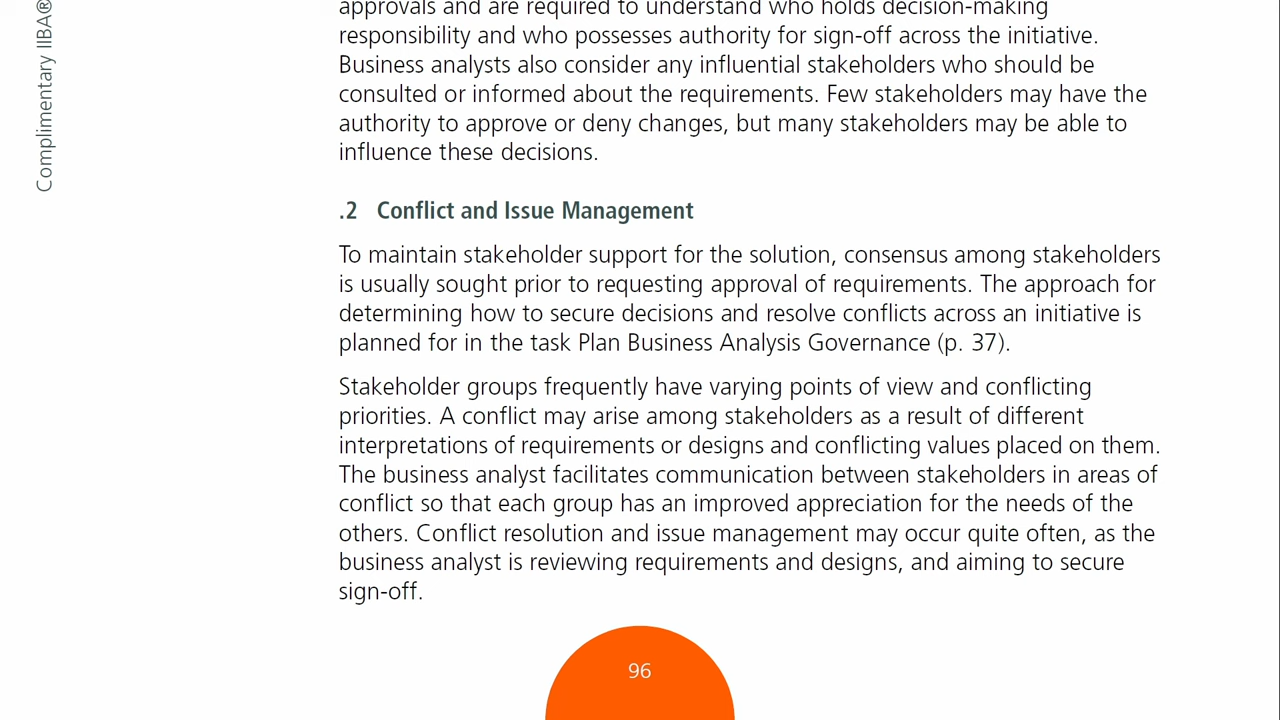 Complimentary IIBA®
approvals and are required to understand who holds decision-making
responsibility and who possesses authority for sign-off across the initiative.
Business analysts also consider any influential stakeholders who should be
consulted or informed about the requirements. Few stakeholders may have the
authority to approve or deny changes, but many stakeholders may be able to
influence these decisions.
.2 Conflict and Issue Management
To maintain stakeholder support for the solution, consensus among stakeholders
is usually sought prior to requesting approval of requirements. The approach for
determining how to secure decisions and resolve conflicts across an initiative is
planned for in the task Plan Business Analysis Governance (p. 37).
Stakeholder groups frequently have varying points of view and conflicting
priorities. A conflict may arise among stakeholders as a result of different
interpretations of requirements or designs and conflicting values placed on them.
The business analyst facilitates communication between stakeholders in areas of
conflict so that each group has an improved appreciation for the needs of the
others. Conflict resolution and issue management may occur quite often, as the
business analyst is reviewing requirements and designs, and aiming to secure
sign-off.
96